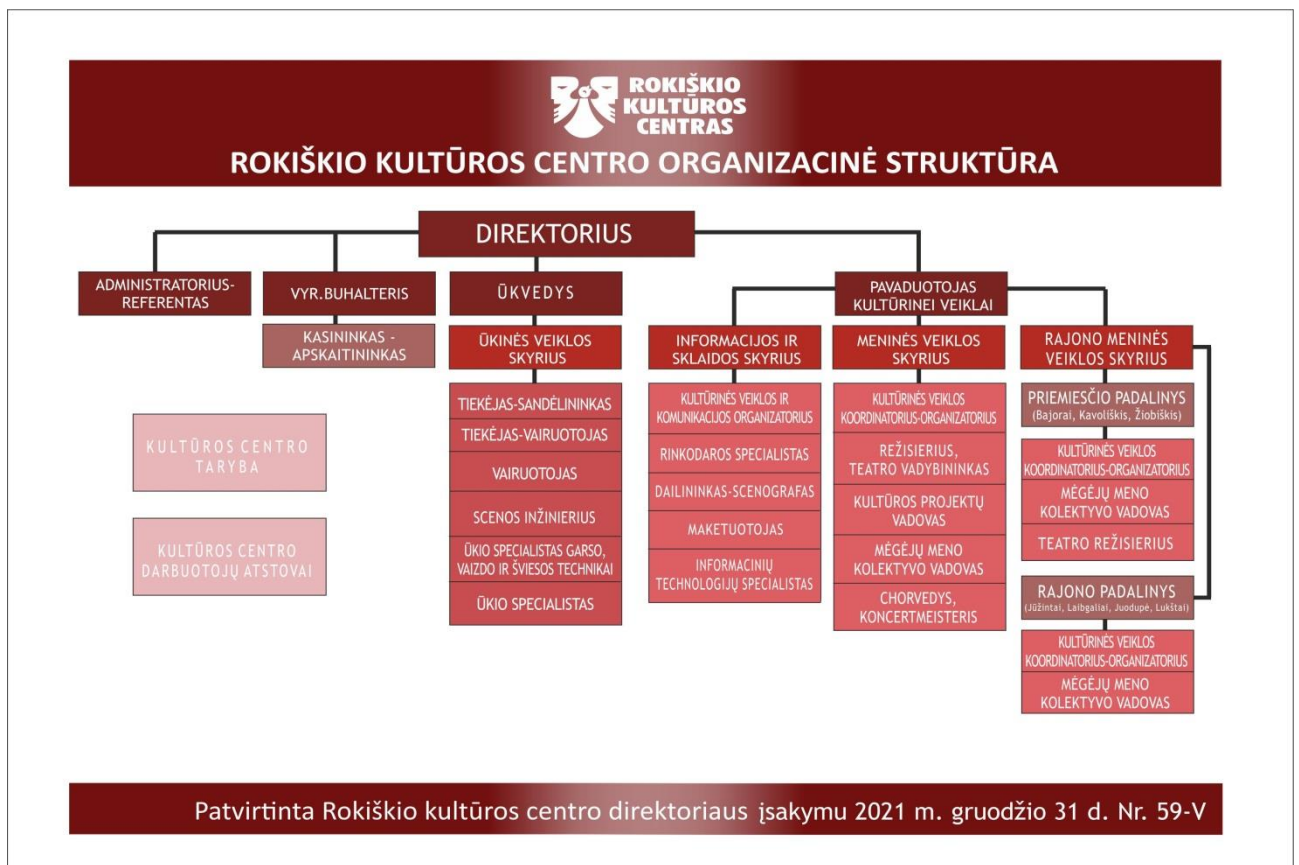 ROKIŠKIO
KULTŪROS
CENTRAS
ROKIŠKIO KULTŪROS CENTRO ORGANIZACINĖ STRUKTŪRA
DIREKTORIUS
ADMINISTRATORIUS-
REFERENTAS
VYR.BUHALTERIS
KASININKAS -
APSKAITININKAS
ŪKVEDYS
ŪKINĖS VEIKLOS
SKYRIUS
TIEKĖJAS-SANDĖLININKAS
TIEKĖJAS-VAIRUOTOJAS
VAIRUOTOJAS
SCENOS INŽINIERIUS
ŪKIO SPECIALISTAS GARSO,
VAIZDO IR ŠVIESOS TECHNIKAI
ŪKIO SPECIALISTAS
PAVADUOTOJAS
KULTŪRINEI VEIKLAI
INFORMACIJOS IR
SKLAIDOS SKYRIUS
KULTŪRINĖS VEIKLOS IR
KOMUNIKACIJOS ORGANIZATORIUS
RINKODAROS SPECIALISTAS
DAILININKAS-SCENOGRAFAS
MAKETUOTOJAS
INFORMACINIŲ
TECHNOLOGIJŲ SPECIALISTAS
MENINĖS VEIKLOS
SKYRIUS
KULTŪRINĖS VEIKLOS
KOORDINATORIUS-ORGANIZATORIUS
REŽISIERIUS,
TEATRO VADYBININKAS
KULTŪROS PROJEKTŲ
VADOVAS
MĖGĖJŲ MENO
KOLEKTYVO VADOVAS
CHORVEDYS,
KONCERTMEISTERIS
RAJONO MENINĖS
VEIKLOS SKYRIUS
PRIEMIESČIO PADALINYS
(Bajorai, Kavoliškis, Žiobiškis)
KULTŪRINĖS VEIKLOS
KOORDINATORIUS-ORGANIZATORIUS
MĖGĖJŲ MENO
KOLEKTYVO VADOVAS
TEATRO REŽISIERIUS
RAJONO PADALINYS
(Jūžintai, Laibgaliai, Juodupė, Lukštai)
KULTŪRINĖS VEIKLOS
KOORDINATORIUS-ORGANIZATORIUS
MĖGĖJŲ MENO
KOLEKTYVO VADOVAS
KULTŪROS CENTRO
TARYBA
KULTŪROS CENTRO
DARBUOTOJŲ ATSTOVAI
Patvirtinta Rokiškio kultūros centro direktoriaus įsakymu 2021 m. gruodžio 31 d. Nr. 59-V